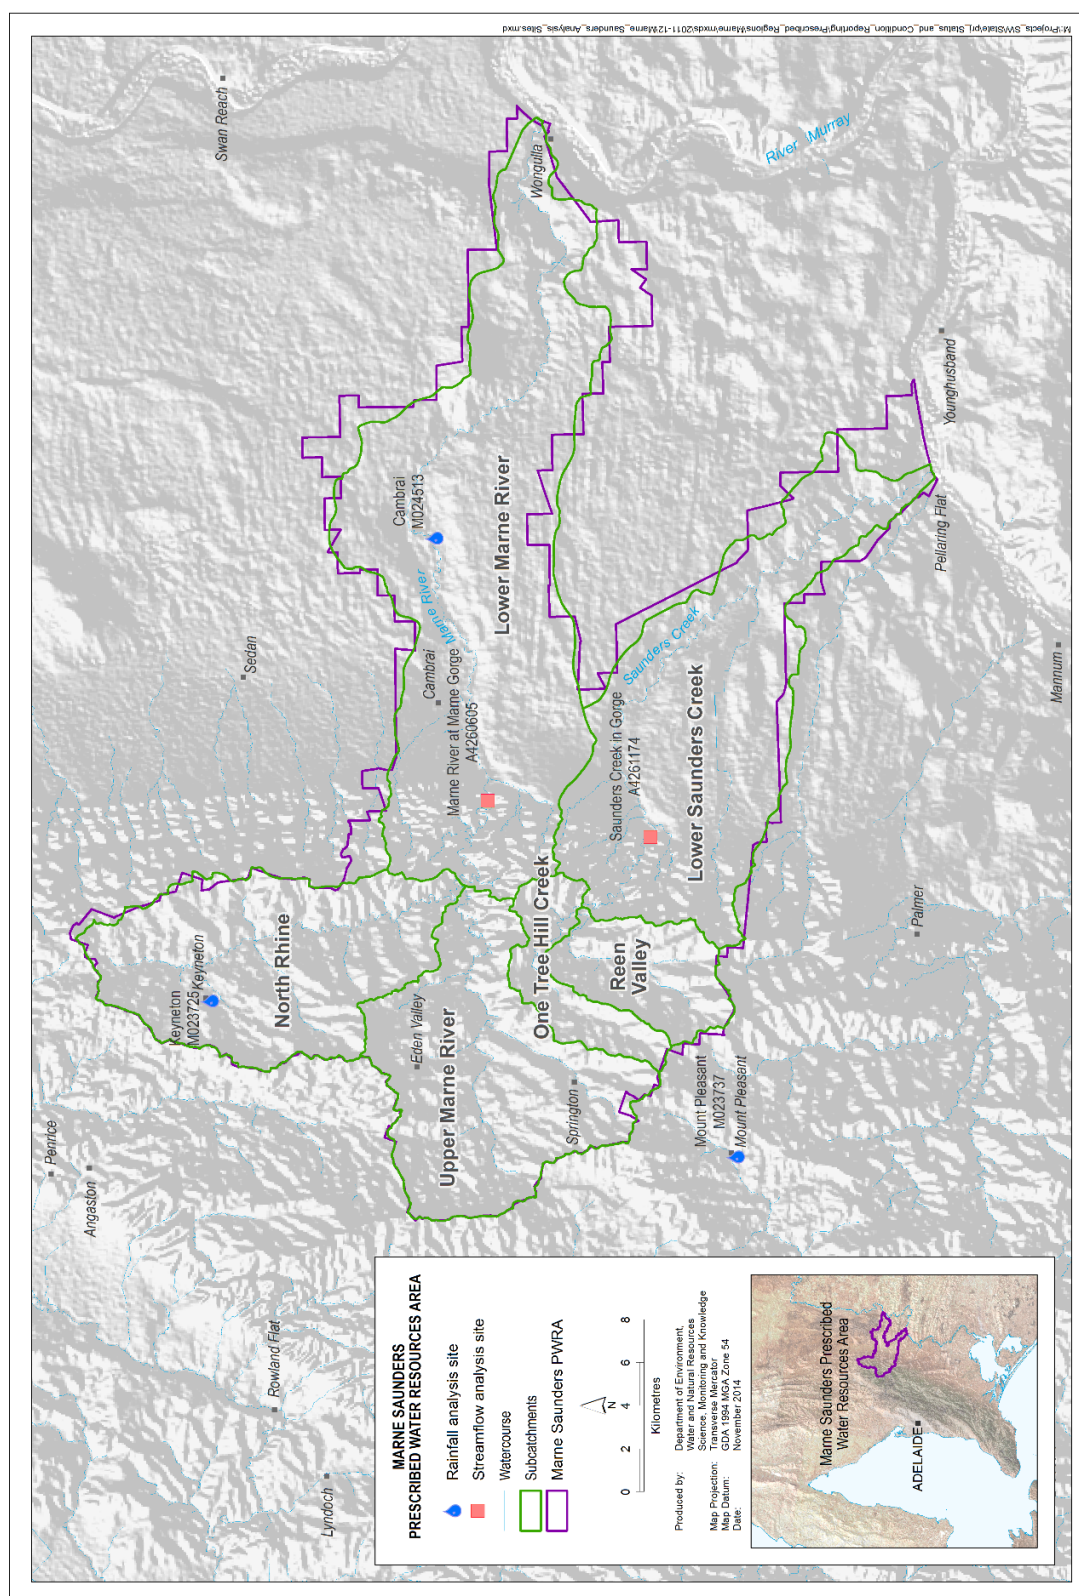 M:\Projects_SW\State\prj_Status_and_Condition_Reporting\Prescribed_Regions\Marne\mxds\2011-12\Marne_Saunders_Analysis_Sites.mxd
Penrice
Angaston
Rowland Flat
Lyndoch
Keyneton
M023725
Keyneton
North Rhine
Eden Valley
Upper Marne River
Springton
One Tree Hill Creek
Reen
Valley
Mount Pleasant
M023737
Mount Pleasant
Palmer
Sedan
Swan Reach
Cambrai
Cambrai
M024513
Marne River
Marne River at Marne Gorge
A4260605
Lower Marne River
Wongulla
River Murray
Saunders Creek in Gorge
A4261174
Saunders Creek
Lower Saunders Creek
Pellaring Flat
Younghusband
Mannum
MARNE SAUNDERS
PRESCRIBED WATER RESOURCES AREA
Rainfall analysis site
Streamflow analysis site
Watercourse
Subcatchments
Marne Saunders PWRA
N
0 2 4 6 8
Kilometres
Produced by: Department of Environment,
Water and Natural Resources
Science, Monitoring and Knowledge
Map Projection: Transverse Mercator
Map Datum: GDA 1994 MGA Zone 54
Date: November 2014
Marne Saunders Prescribed
Water Resources Area
ADELAIDE